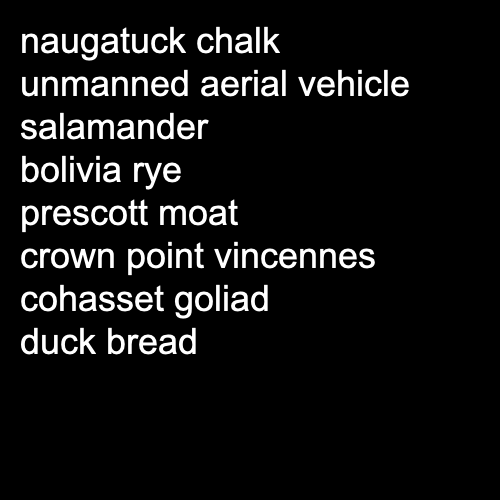 naugatuck chalk
unmanned aerial vehicle
salamander
bolivia rye
prescott moat
crown point vincennes
cohasset goliad
duck bread